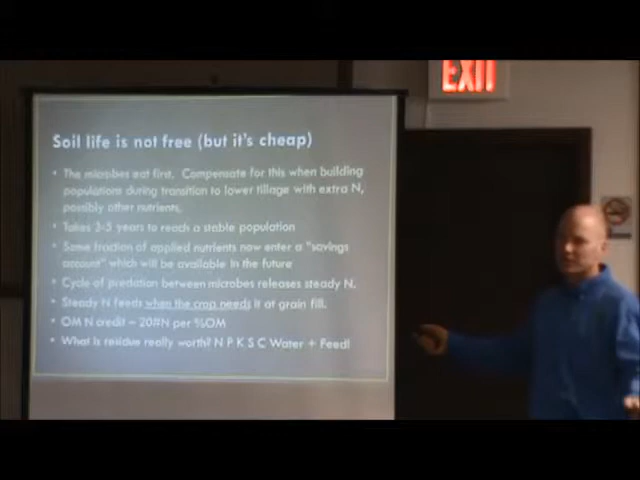 EXIT
Soil life is not free (but it's cheap)
• The microbes eat first. Compensate for this when building
populations during transition to lower tillage with extra N,
possibly other nutrients.
• Takes 3-5 years to reach a stable population
• Some fraction of applied nutrients now enter a "savings
account" which will be available in the future
• Cycle of predation between microbes releases steady N.
• Steady N feeds when the crop needs it at grain fill.
• OM N credit – 20#N per %OM
• What is residue really worth? N P K S C Water + Feed!